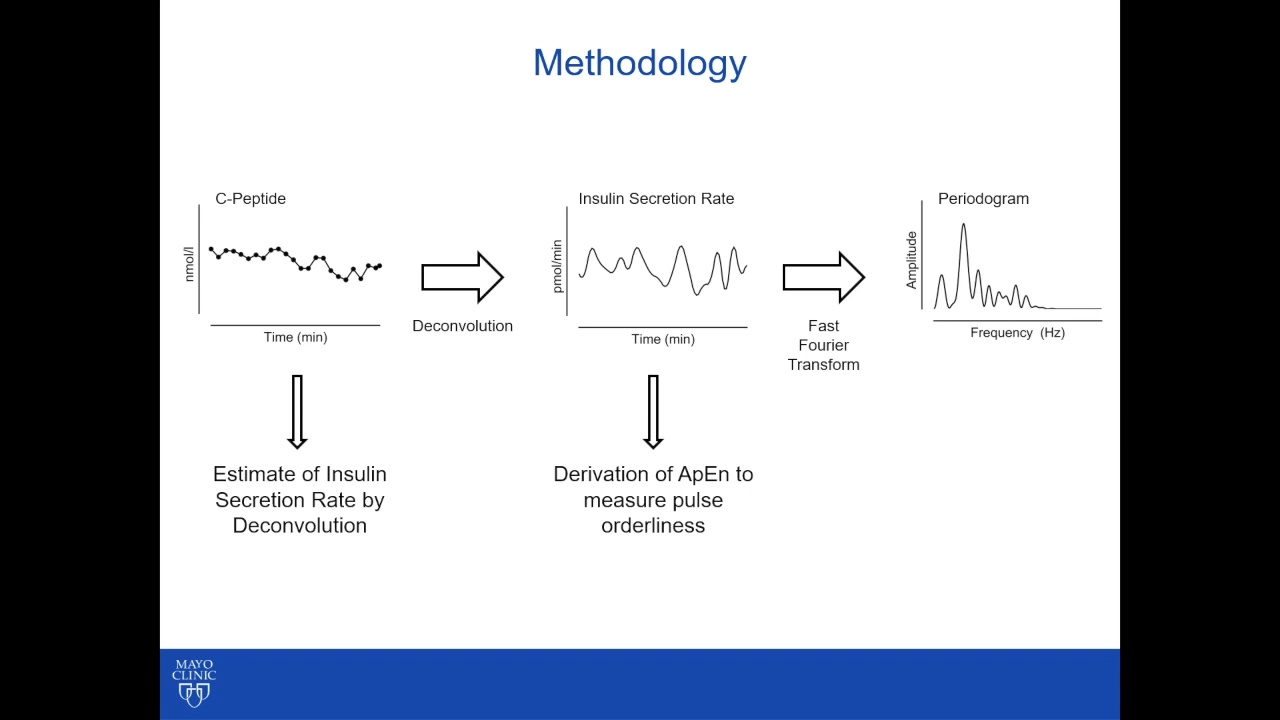 Methodology
C-Peptide
nmol/l
Time (min)
Deconvolution
Insulin Secretion Rate
pmol/min
Time (min)
Fast
Fourier
Transform
Periodogram
Amplitude
Frequency (Hz)
Estimate of Insulin
Secretion Rate by
Deconvolution
Derivation of ApEn to
measure pulse
orderliness
MAYO
CLINIC